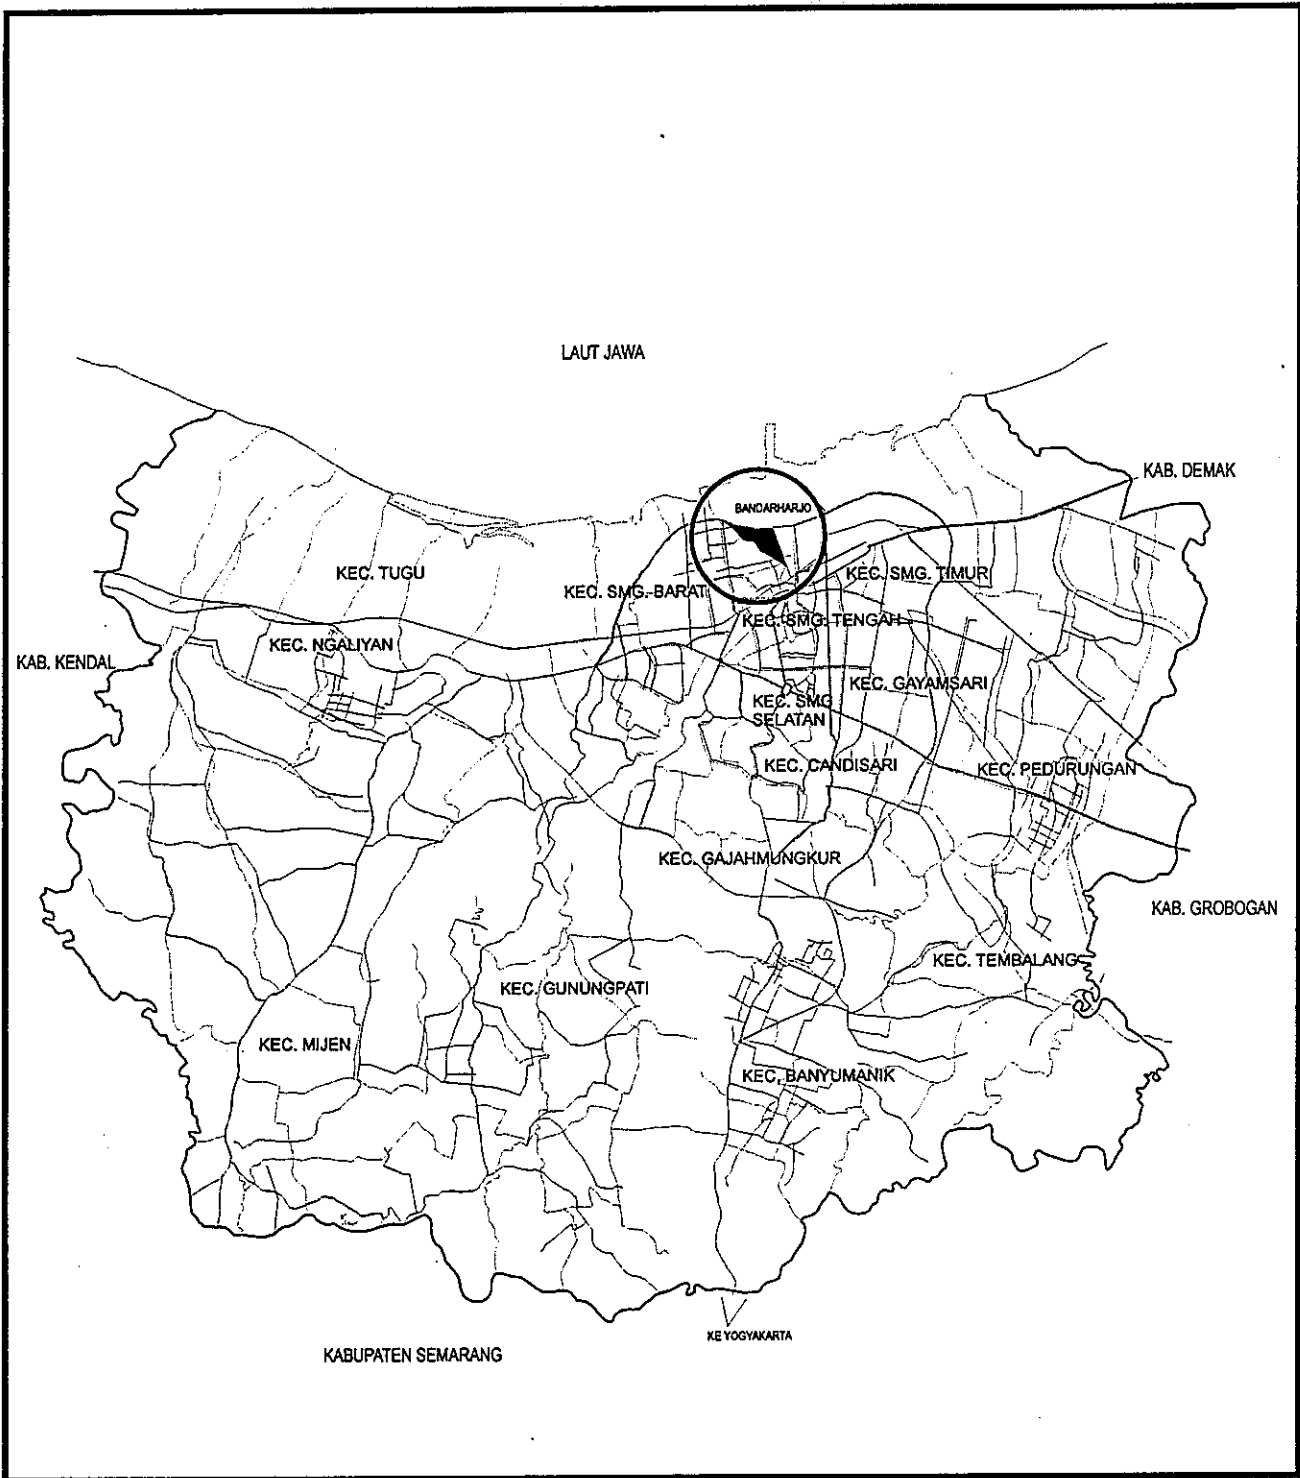 LAUT JAWA
KAB. DEMAK
BANDARHARJO
KEC. TUGU
KEC. SMG. TIMUR
KEC. SMG. BARAT
KEC. SMG. TENGAH
KEC. NGALIYAN
KAB. KENDAL
KEC. GAYAMSARI
KEC. SMG
SELATAN
KEC. CANDISARI
KEC. PEDURUNGAN
KEC. GAJAHMUNGKUR
KAB. GROBOGAN
KEC. TEMBALANG
KEC. GUNUNGPATI
KEC. MIJEN
KEC. BANYUMANIK
KE YOGYAKARTA
KABUPATEN SEMARANG